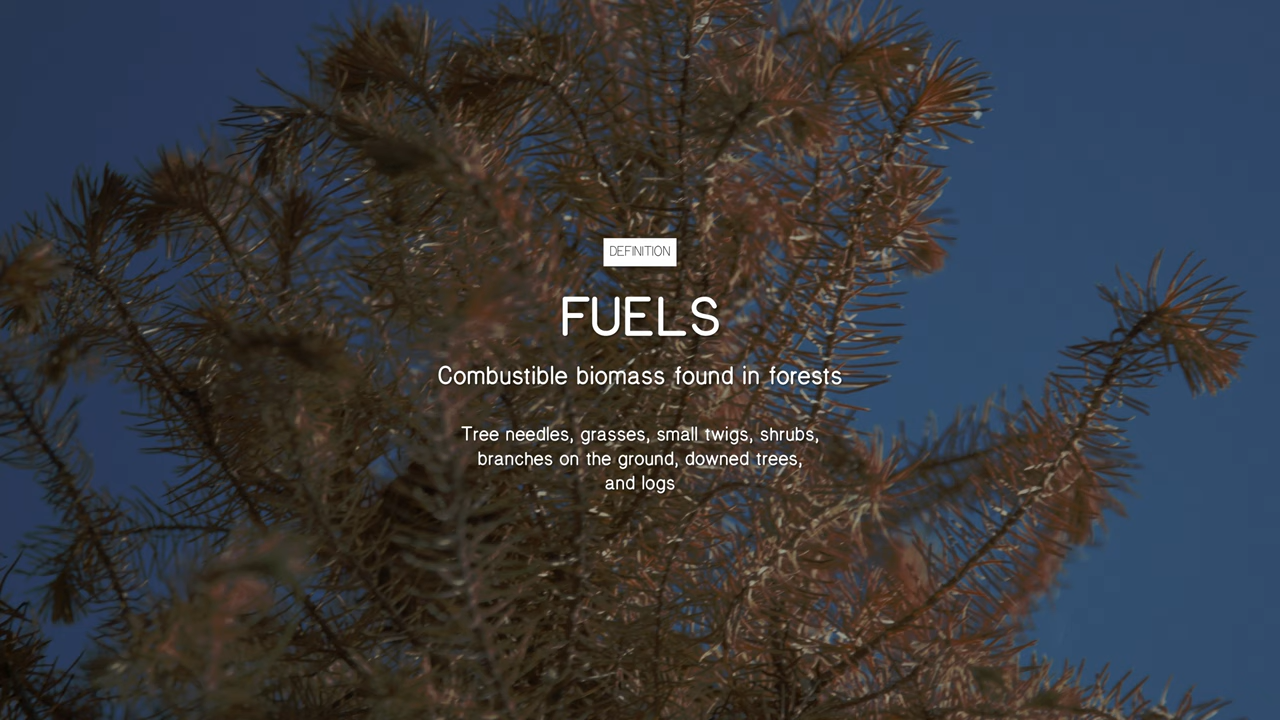 DEFINITION
FUELS
Combustible biomass found in forests
Tree needles, grasses, small twigs, shrubs,
branches on the ground, downed trees,
and logs